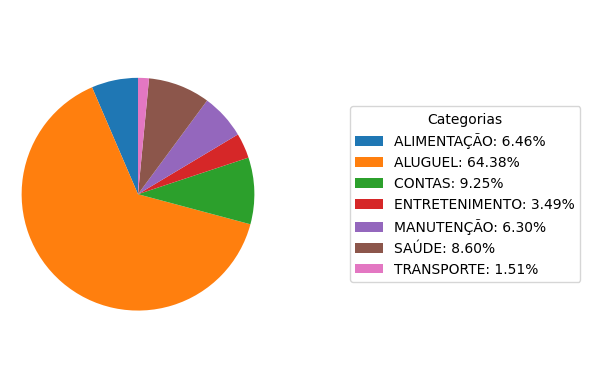 Categorias
ALIMENTAÇÃO: 6.46%
ALUGUEL: 64.38%
CONTAS: 9.25%
ENTRETENIMENTO: 3.49%
MANUTENÇÃO: 6.30%
SAÚDE: 8.60%
TRANSPORTE: 1.51%